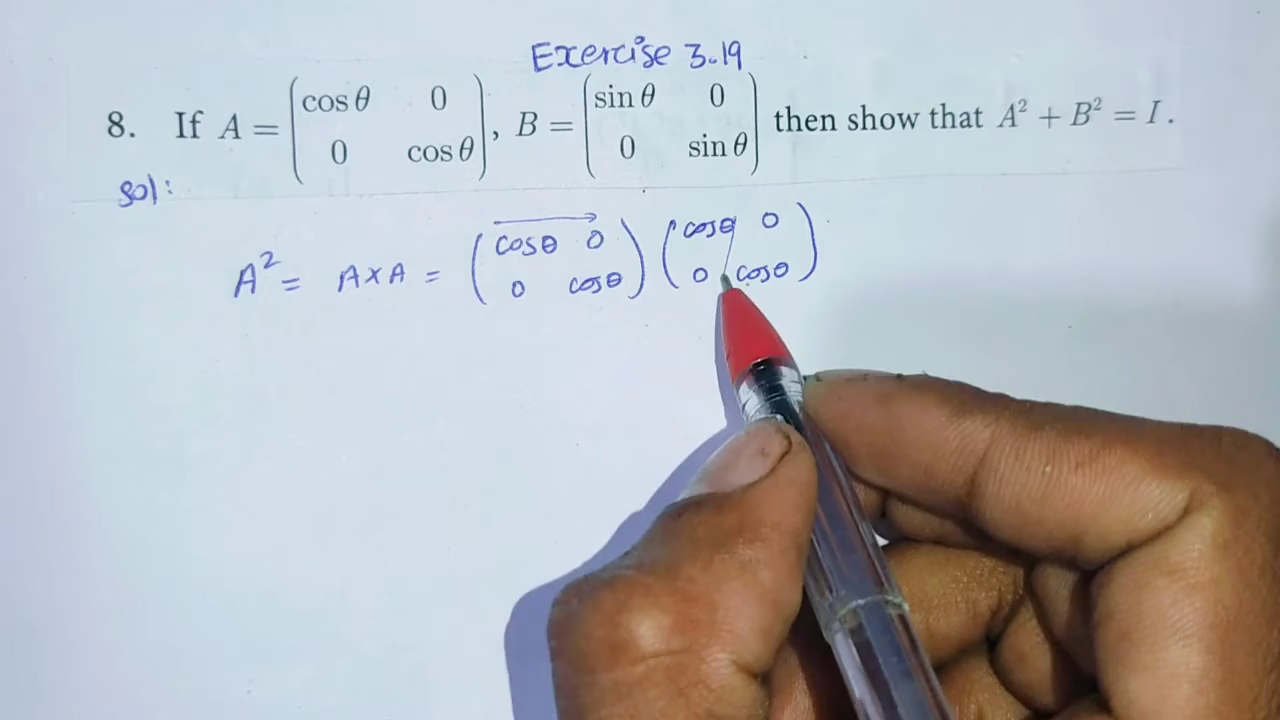 Exercise 3.19
8. If A = (cos θ 0 0 cos θ), B = (sin θ 0 0 sin θ) then show that A² + B² = I.
Sol:
A² = A×A = (cosθ 0 0 cosθ) (cosθ 0 0 cosθ)